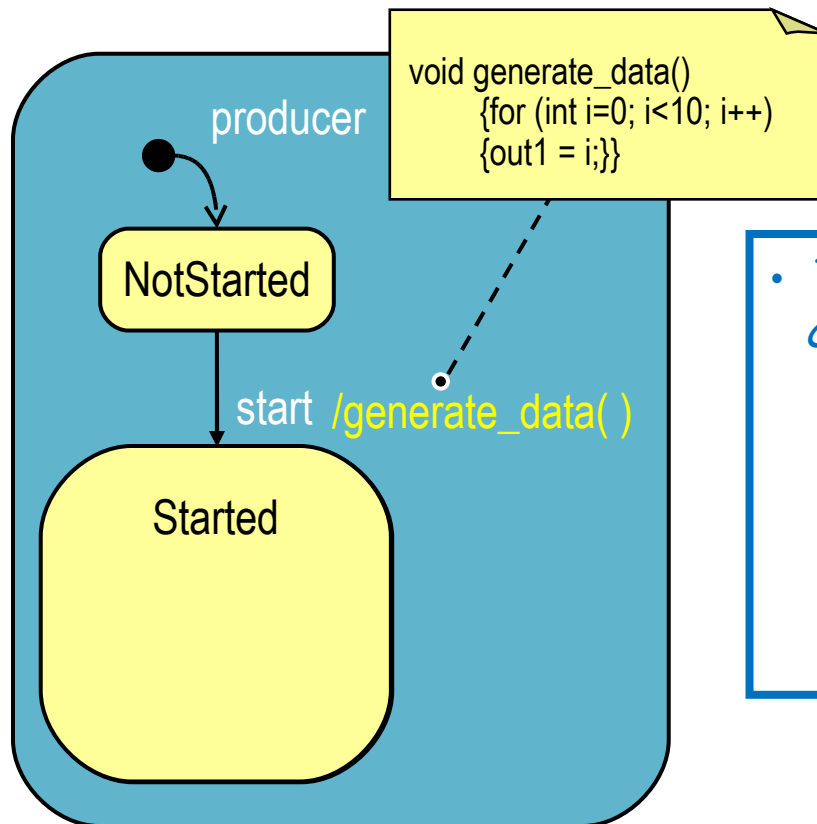 void generate_data()
{for (int i=0; i<10; i++)
{out1 = i;}}
producer
NotStarted
start /generate_data( )
Started
•